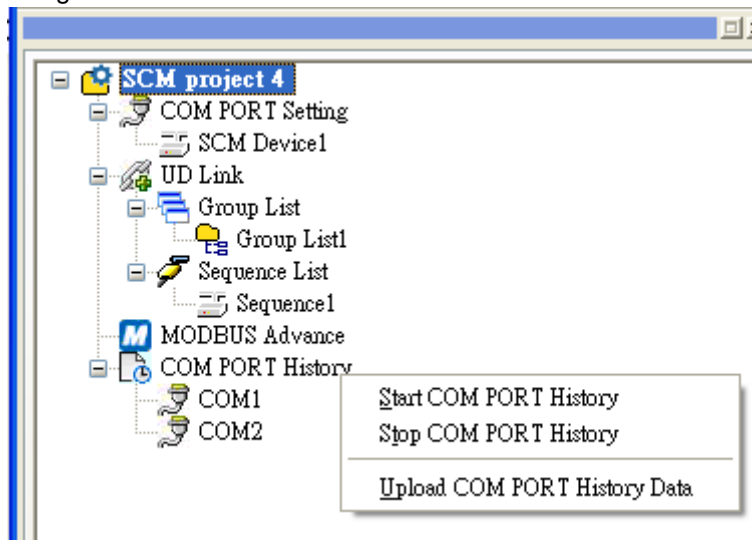 SCM project 4
COM PORT Setting
SCM Device1
UD Link
Group List
Group List1
Sequence List
Sequence1
MODBUS Advance
COM PORT History
COM1
COM2
Start COM PORT History
Stop COM PORT History
Upload COM PORT History Data